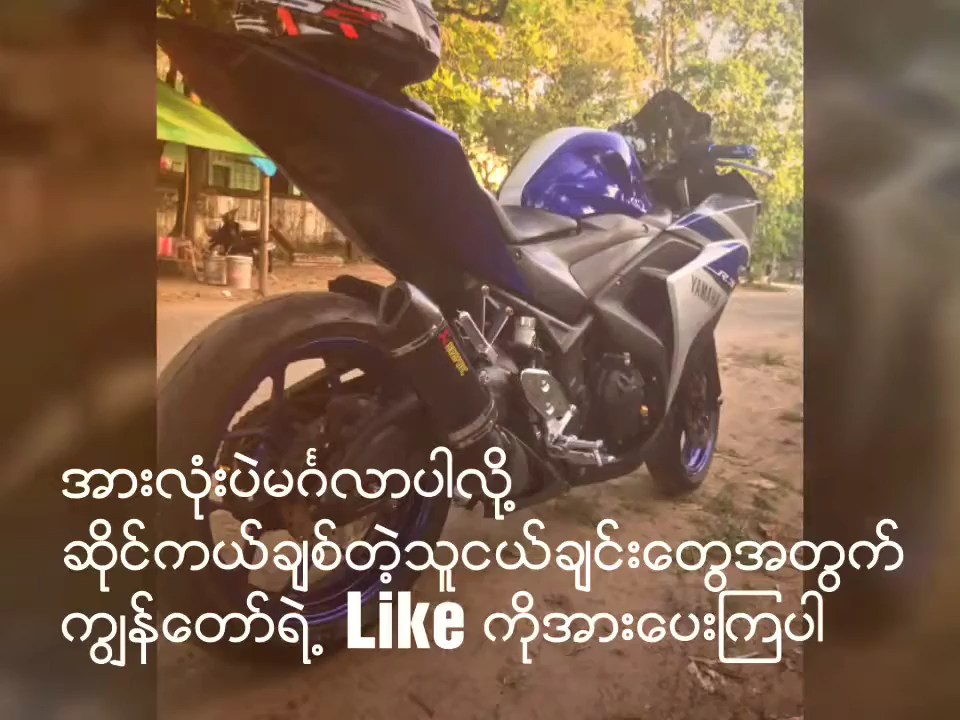 YAMAHA
အားလုံးပဲမင်္ဂလာပါလို့
ဆိုင်ကယ်ချစ်တဲ့သူငယ်ချင်းတွေအတွက်
ကျွန်တော်ရဲ့ Like ကိုအားပေးကြပါ